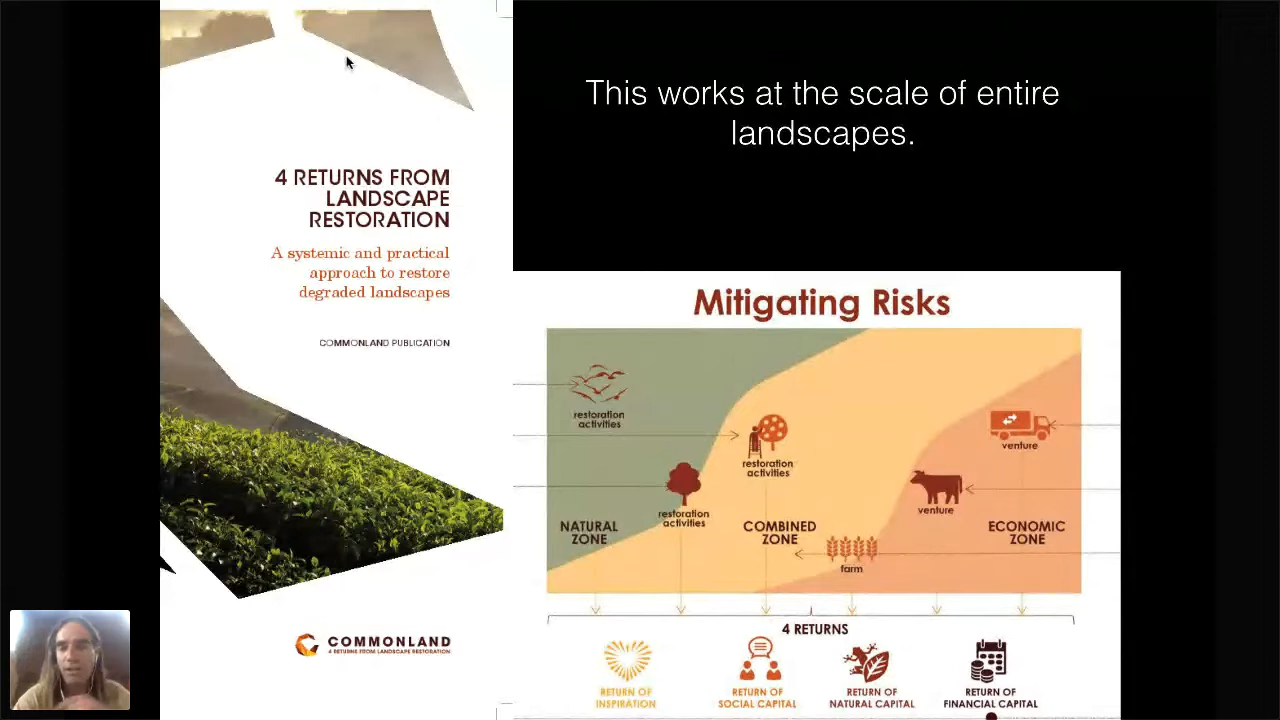 4 RETURNS FROM
LANDSCAPE
RESTORATION
A systemic and practical
approach to restore
degraded landscapes
COMMONLAND PUBLICATION
COMMONLAND
4 RETURNS FROM LANDSCAPE RESTORATION
This works at the scale of entire
landscapes.
Mitigating Risks
restoration
activities
restoration
activities
restoration
activities
venture
venture
farm
NATURAL
ZONE
COMBINED
ZONE
ECONOMIC
ZONE
4 RETURNS
RETURN OF
INSPIRATION
RETURN OF
SOCIAL CAPITAL
RETURN OF
NATURAL CAPITAL
RETURN OF
FINANCIAL CAPITAL